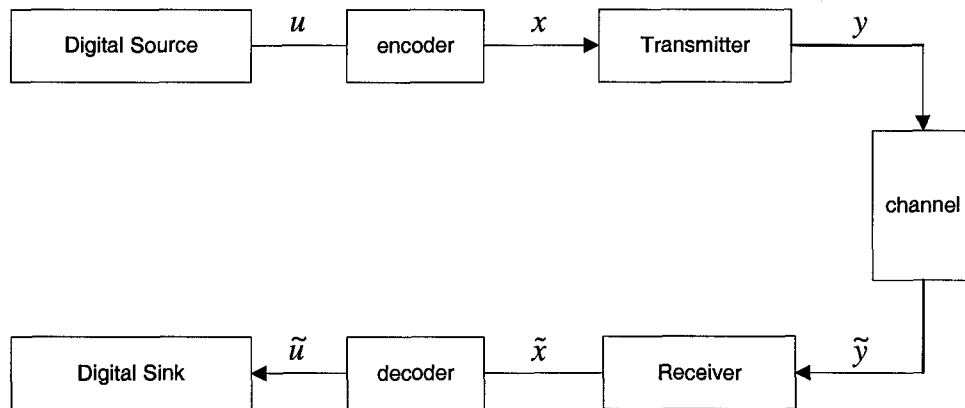 Digital Source u encoder x Transmitter y
channel
Digital Sink ũ decoder x̃ Receiver ỹ